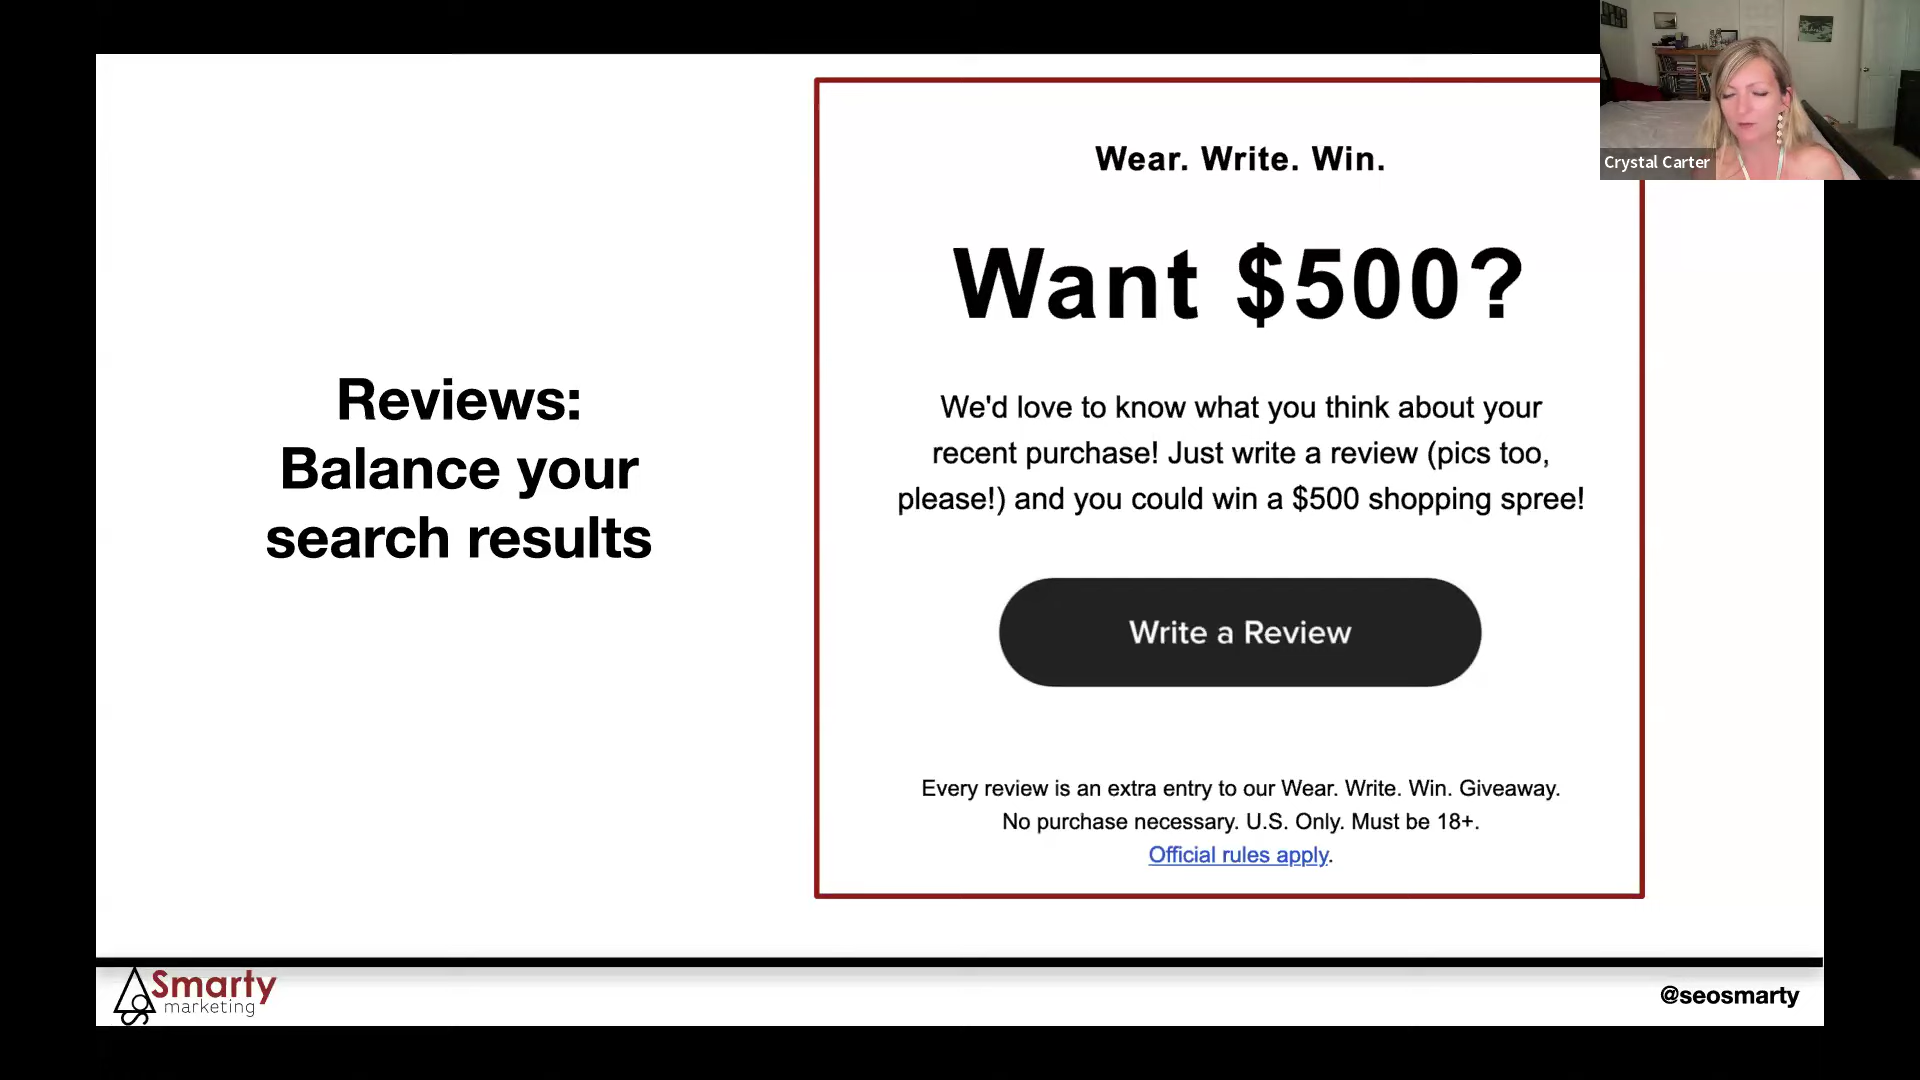 Crystal Carter
Reviews:
Balance your
search results
Wear. Write. Win.
Want $500?
We'd love to know what you think about your
recent purchase! Just write a review (pics too,
please!) and you could win a $500 shopping spree!
Write a Review
Every review is an extra entry to our Wear. Write. Win. Giveaway.
No purchase necessary. U.S. Only. Must be 18+.
Official rules apply.
Smarty
marketing
@seosmarty